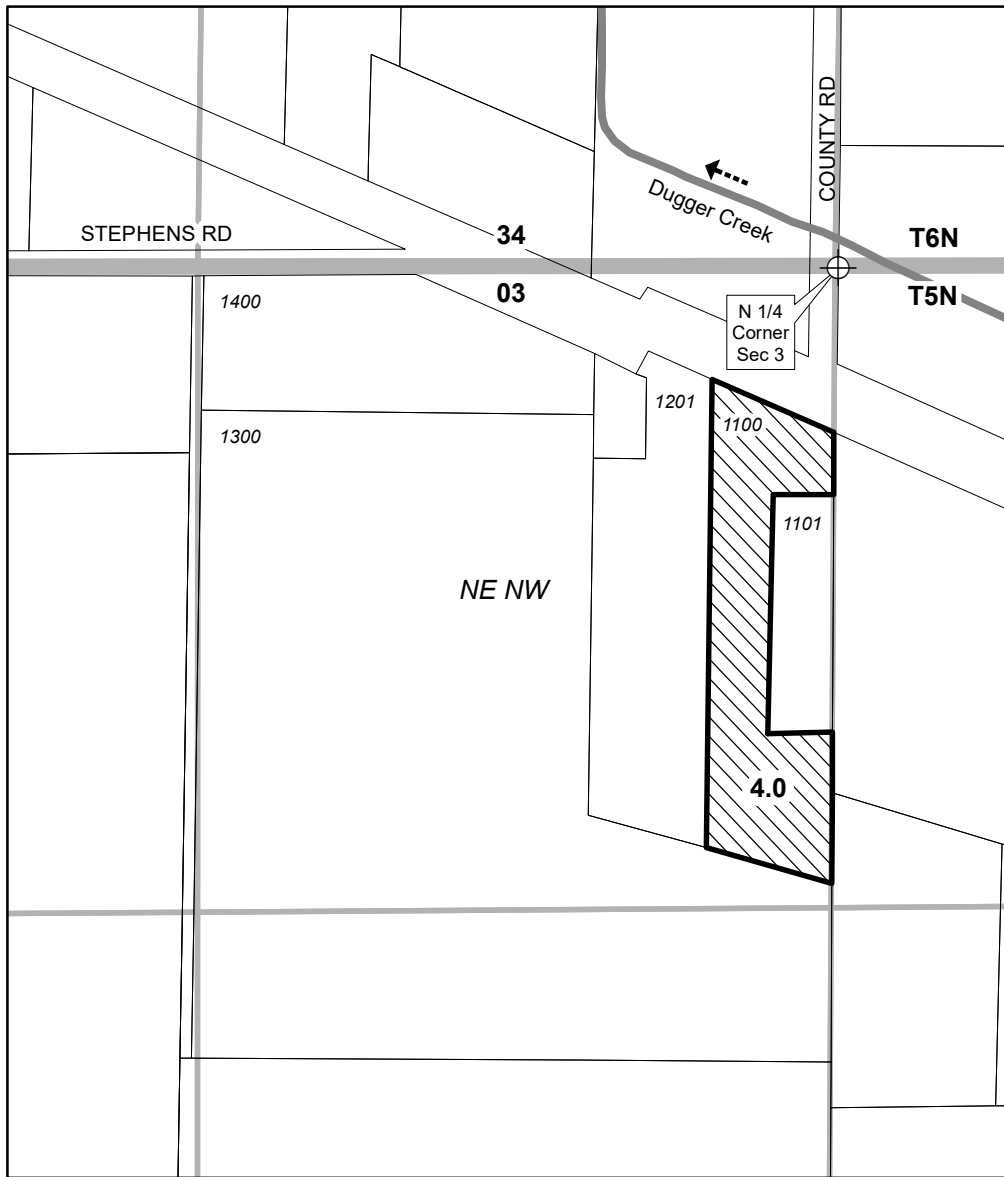 COUNTY RD
Dugger Creek
STEPHENS RD
34
T6N
03
T5N
N 1/4
Corner
Sec 3
1400
1201
1100
1300
1101
NE NW
4.0